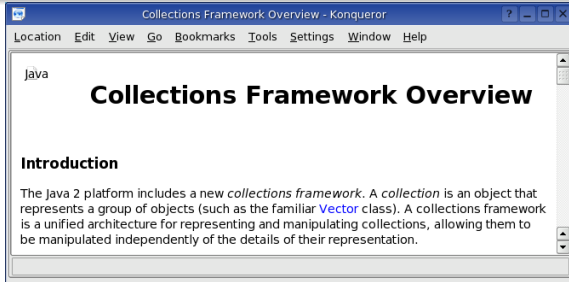 Collections Framework Overview - Konqueror
Location Edit View Go Bookmarks Tools Settings Window Help
Java
Collections Framework Overview
Introduction
The Java 2 platform includes a new collections framework. A collection is an object that
represents a group of objects (such as the familiar Vector class). A collections framework
is a unified architecture for representing and manipulating collections, allowing them to
be manipulated independently of the details of their representation.